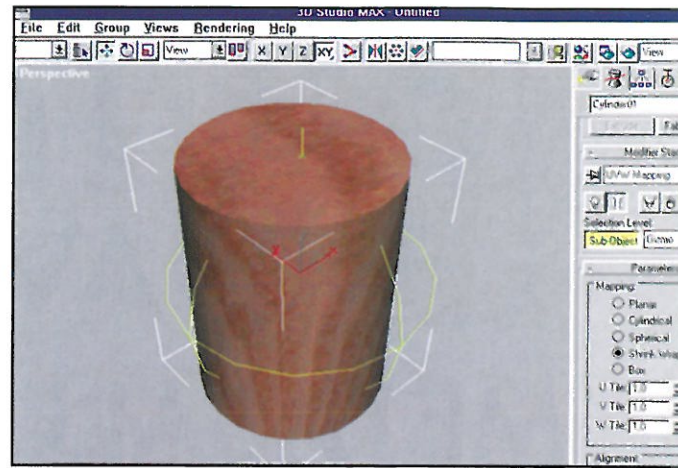 3D Studio MAX - Untitled
File Edit Group Views Rendering Help
View X Y Z XY View
Perspective
Cylinder01
Modifier Stac
UVW Mapping
Selection Level:
Sub-Object Gizmo
Parameters
Mapping:
Planar
Cylindrical
Spherical
Shrink Wrap
Box
U Tile: 1.0
V Tile: 1.0
W Tile: 1.0
Alignment: